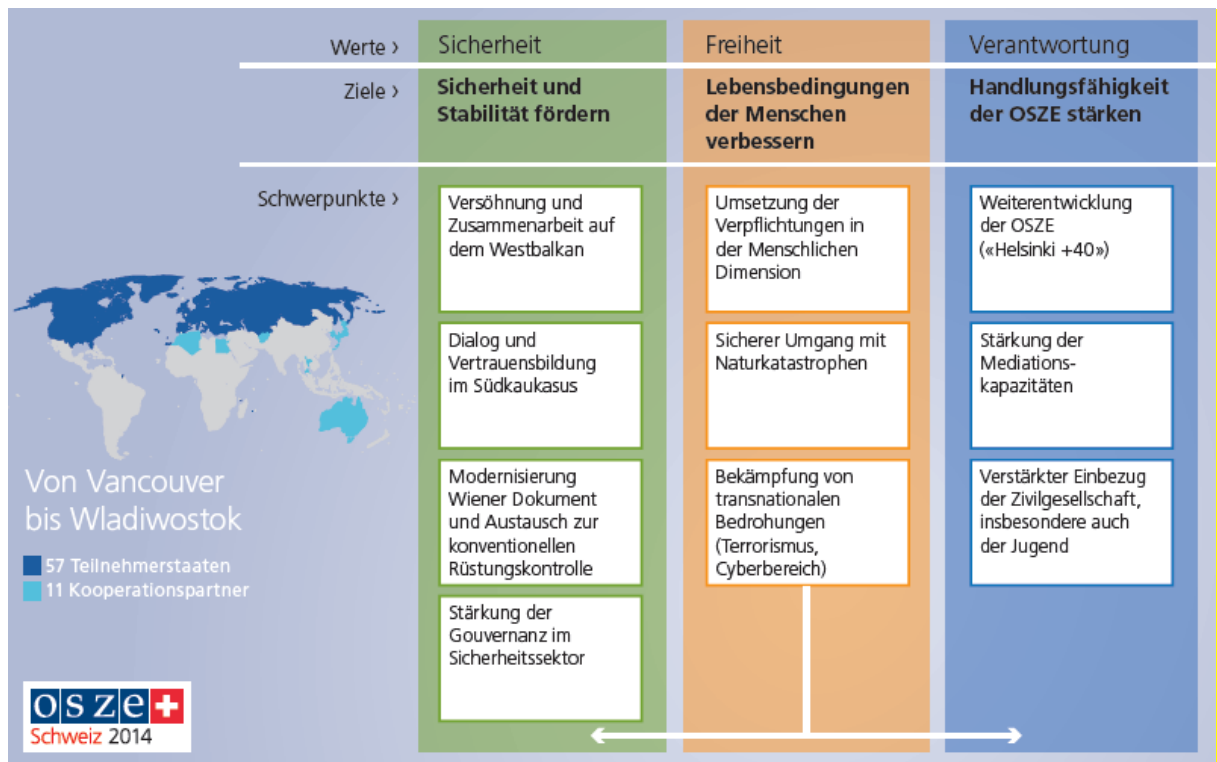 Werte ›
Sicherheit
Freiheit
Verantwortung
Ziele ›
Sicherheit und
Stabilität fördern
Lebensbedingungen
der Menschen
verbessern
Handlungsfähigkeit
der OSZE stärken
Schwerpunkte ›
Versöhnung und
Zusammenarbeit auf
dem Westbalkan
Dialog und
Vertrauensbildung
im Südkaukasus
Modernisierung
Wiener Dokument
und Austausch zur
konventionellen
Rüstungskontrolle
Stärkung der
Gouvernanz im
Sicherheitssektor
Umsetzung der
Verpflichtungen in
der Menschlichen
Dimension
Sicherer Umgang mit
Naturkatastrophen
Bekämpfung von
transnationalen
Bedrohungen
(Terrorismus,
Cyberbereich)
Weiterentwicklung
der OSZE
(«Helsinki +40»)
Stärkung der
Mediations-
kapazitäten
Verstärkter Einbezug
der Zivilgesellschaft,
insbesondere auch
der Jugend
Von Vancouver
bis Wladiwostok
57 Teilnehmerstaaten
11 Kooperationspartner
osze
Schweiz 2014